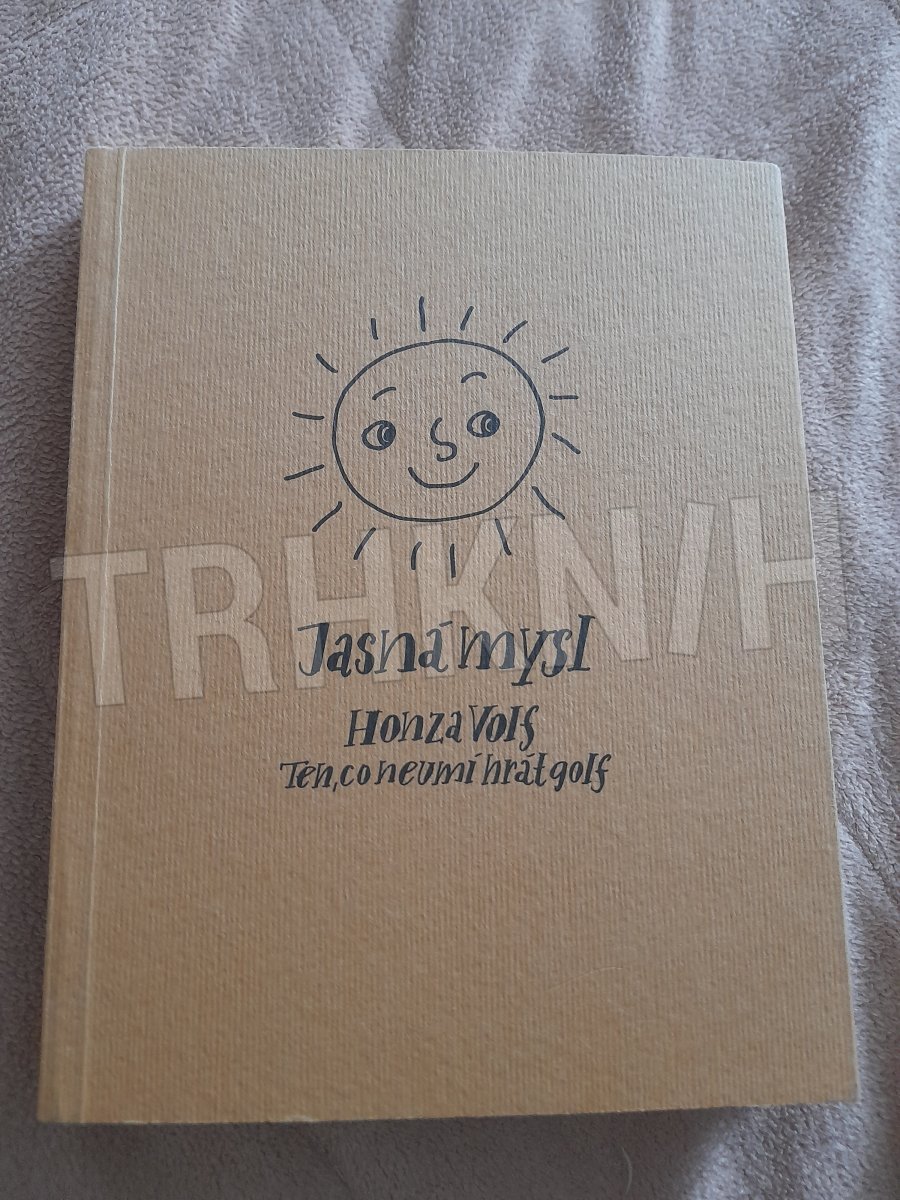 Jasná mysl
Honza Volf
Ten, co neumí hrát golf
TRHKNIH